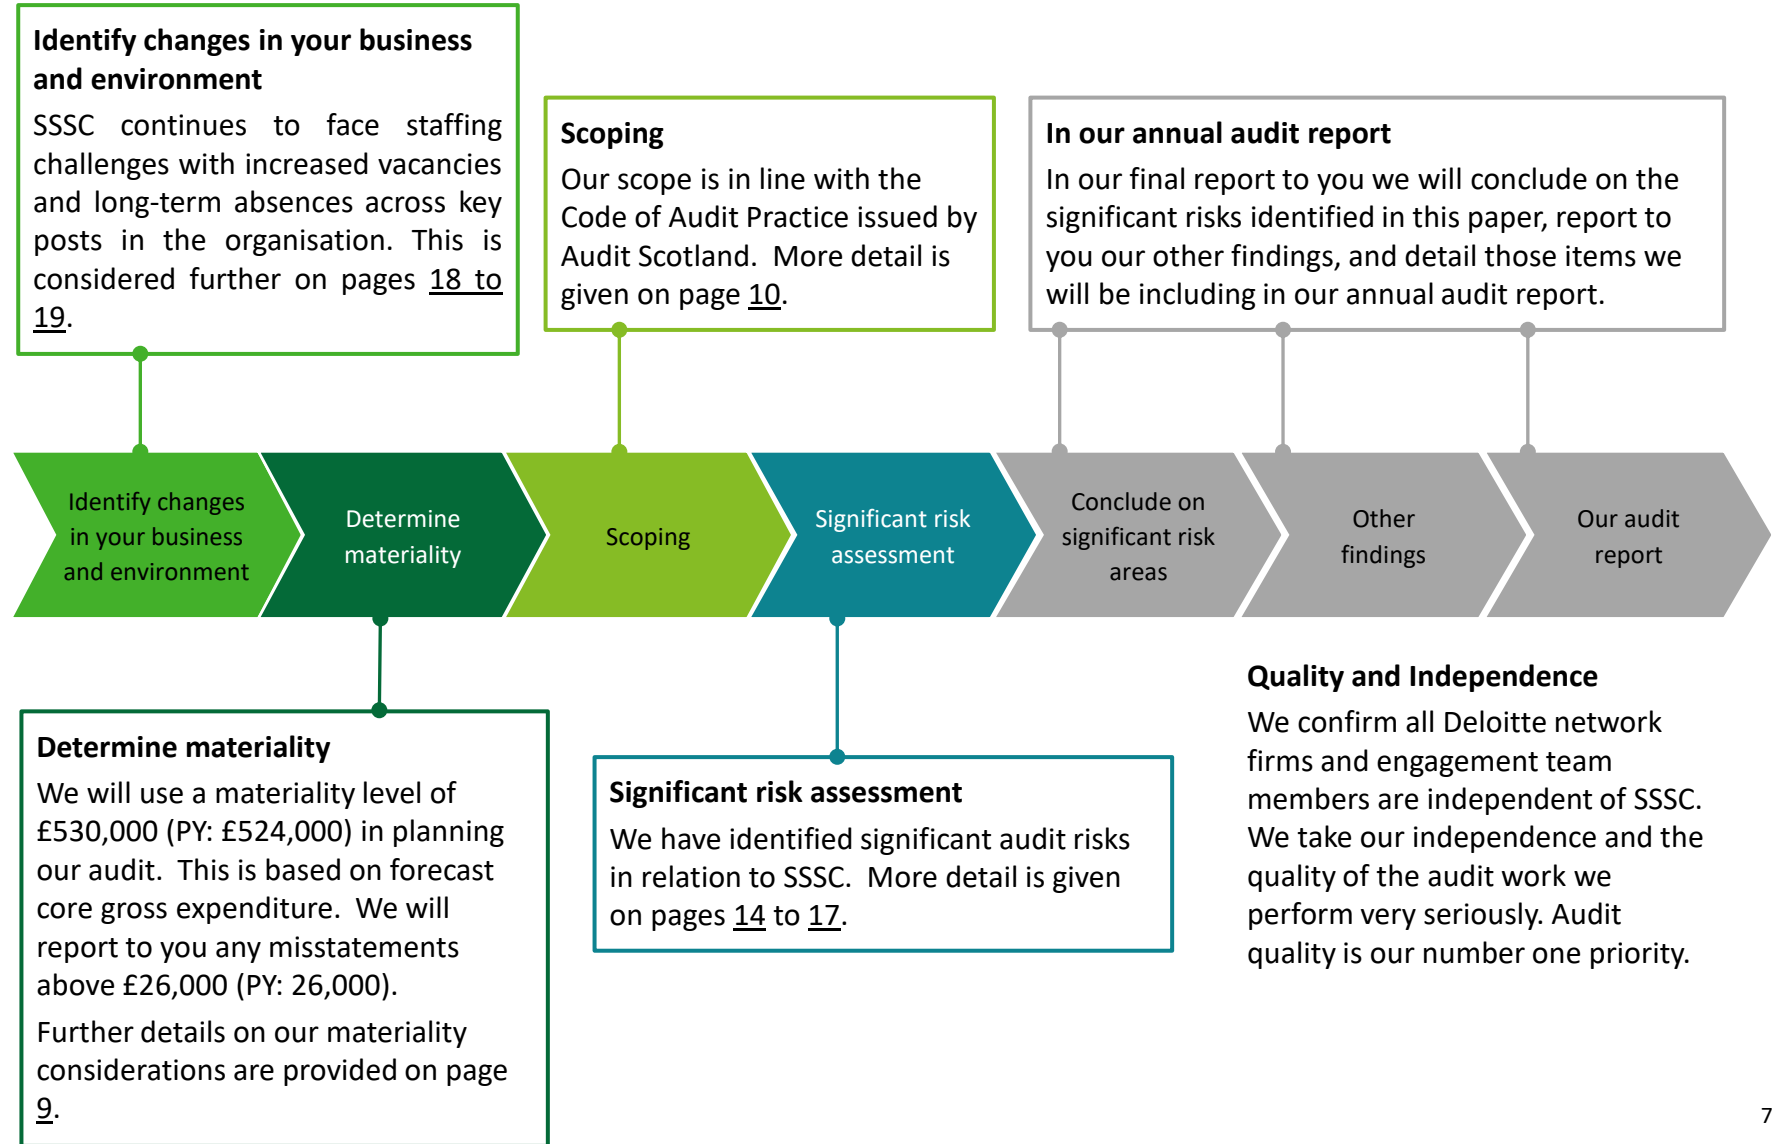 Identify changes in your business
and environment
SSSC continues to face staffing
challenges with increased vacancies
and long-term absences across key
posts in the organisation. This is
considered further on pages 18 to
19.
Scoping
Our scope is in line with the
Code of Audit Practice issued by
Audit Scotland.  More detail is
given on page 10.
In our annual audit report
In our final report to you we will conclude on the
significant risks identified in this paper, report to
you our other findings, and detail those items we
will be including in our annual audit report.
Identify changes
in your business
and environment
Determine
materiality
Scoping
Significant risk
assessment
Conclude on
significant risk
areas
Other
findings
Our audit
report
Determine materiality
We will use a materiality level of
£530,000 (PY: £524,000) in planning
our audit.  This is based on forecast
core gross expenditure.  We will
report to you any misstatements
above £26,000 (PY: 26,000).
Further details on our materiality
considerations are provided on page
9.
Significant risk assessment
We have identified significant audit risks
in relation to SSSC.  More detail is given
on pages 14 to 17.
Quality and Independence
We confirm all Deloitte network
firms and engagement team
members are independent of SSSC.
We take our independence and the
quality of the audit work we
perform very seriously. Audit
quality is our number one priority.
7